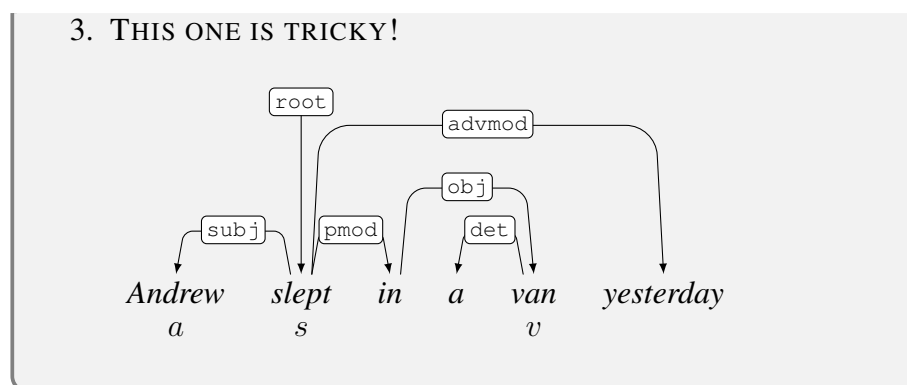 3. THIS ONE IS TRICKY!
root
advmod
obj
subj pmod det
Andrew slept in a van yesterday
a s v